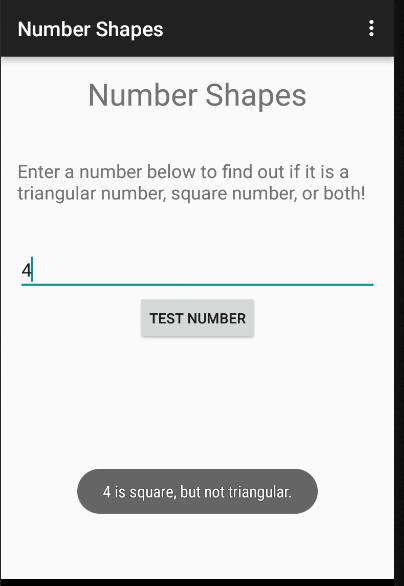 Number Shapes
Number Shapes
Enter a number below to find out if it is a
triangular number, square number, or both!
4
TEST NUMBER
4 is square, but not triangular.